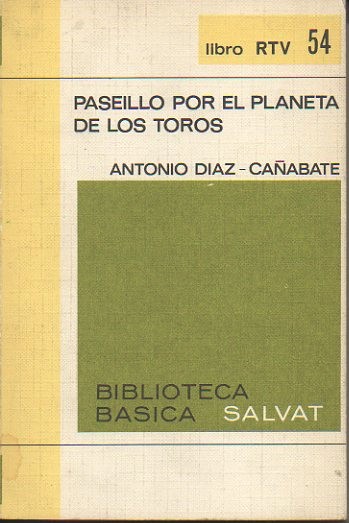 libro RTV 54
PASEILLO POR EL PLANETA
DE LOS TOROS
ANTONIO DIAZ-CAÑABATE
BIBLIOTECA
BASICA SALVAT